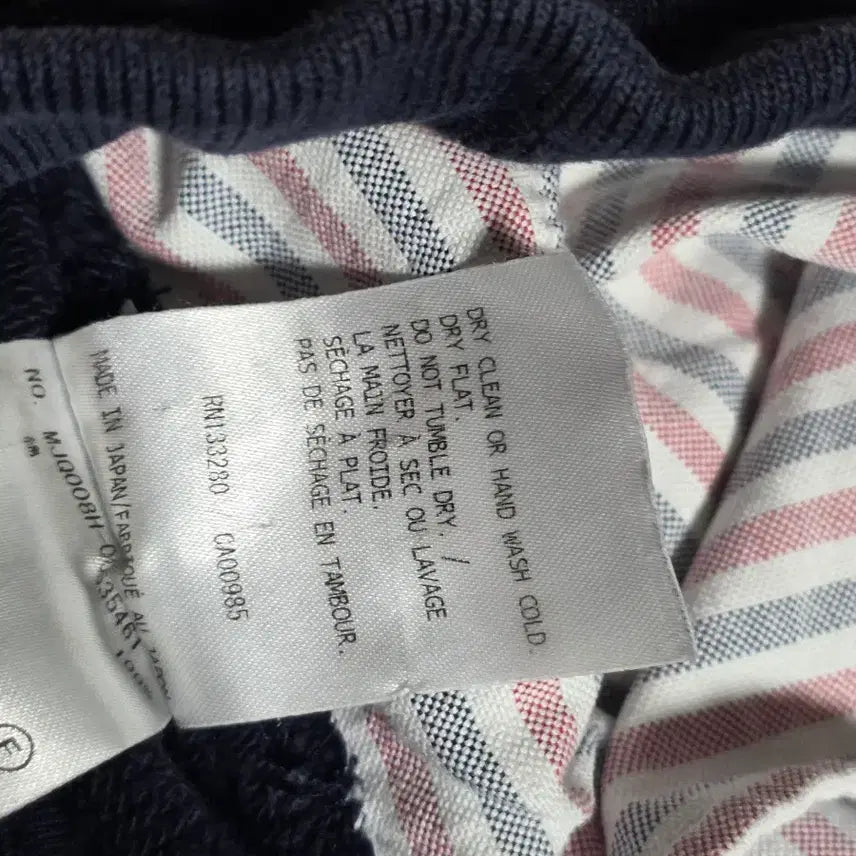 DRY CLEAN OR HAND WASH COLD.
DRY FLAT.
DO NOT TUMBLE DRY. /
NETTOYER À SEC OU LAVAGE
LA MAIN FROIDE.
SÉCHAGE À PLAT.
PAS DE SÉCHAGE EN TAMBOUR.
RN133280 / CA00985
MADE IN JAPAN/FABRIQUÉ AU
NO. MJQ008H
F